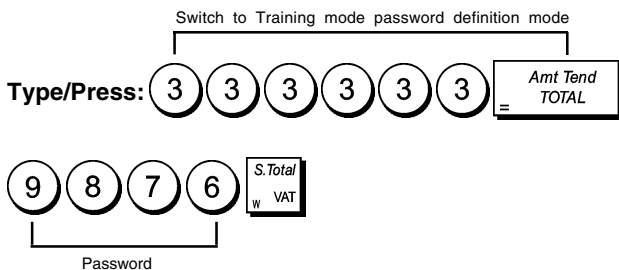 Switch to Training mode password definition mode
Type/Press: 3 3 3 3 3 3 Amt Tend
= TOTAL
9 8 7 6 S.Total
W VAT
Password